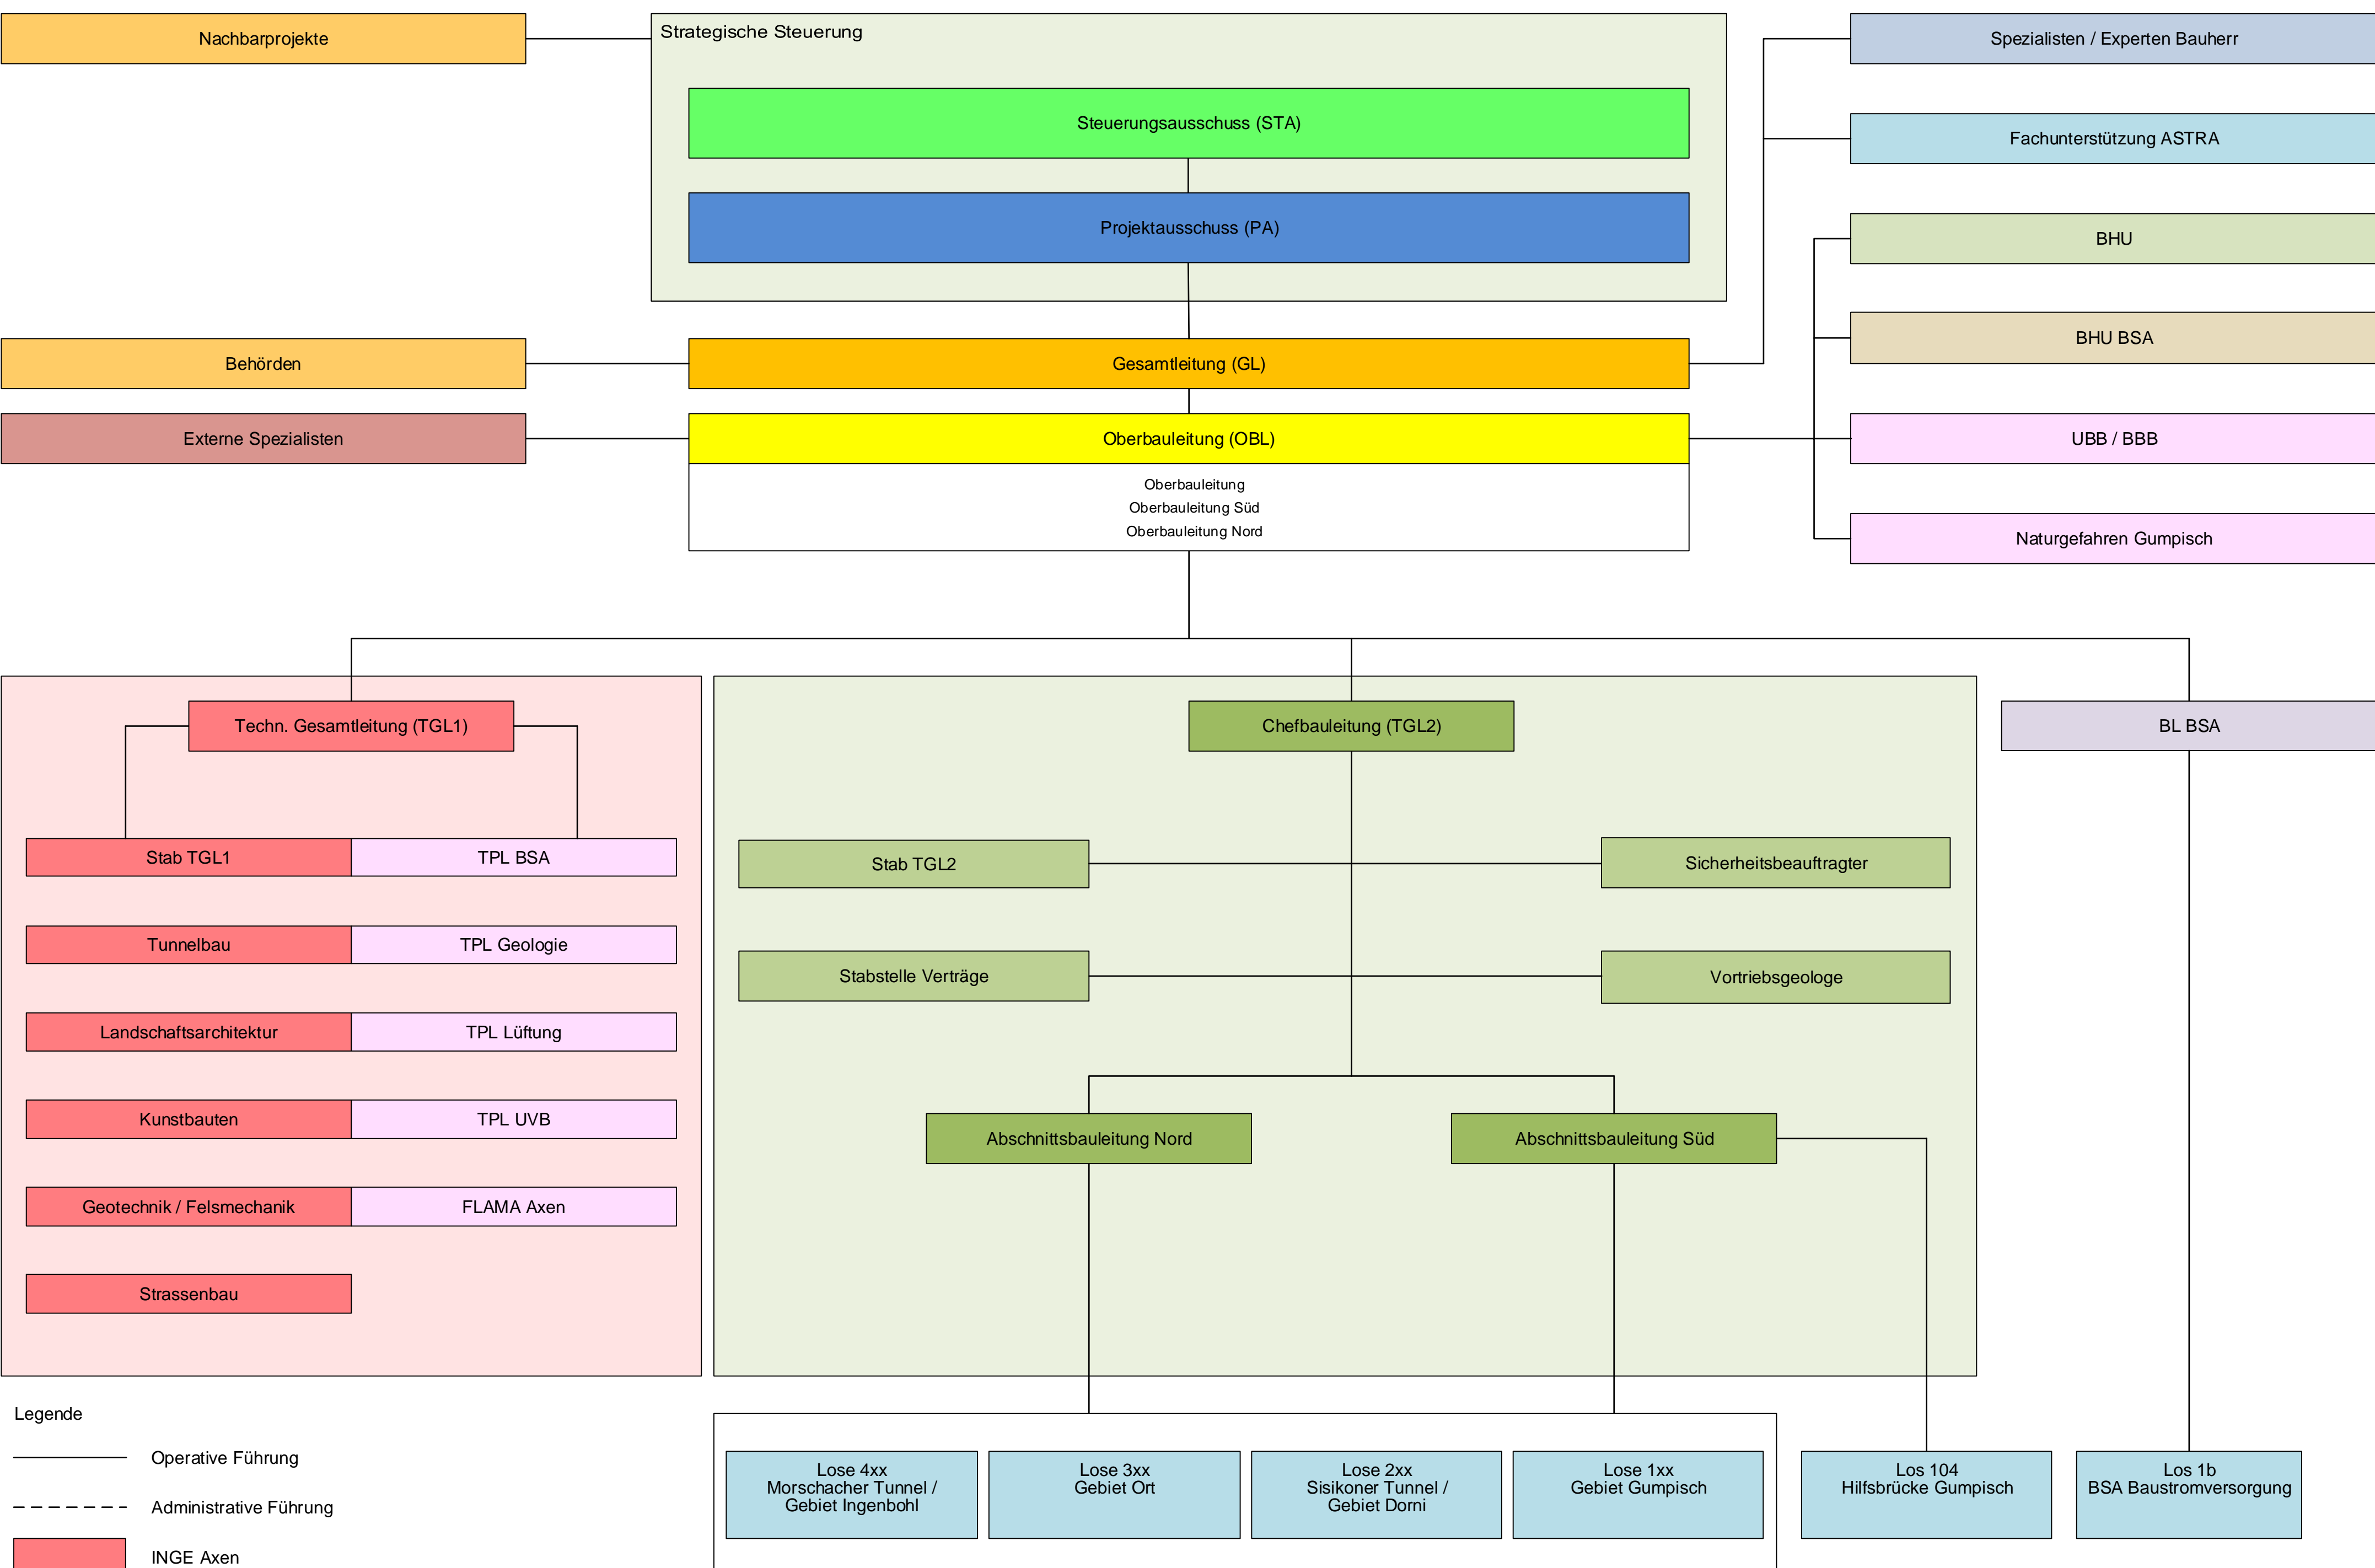 Nachbarprojekte
Strategische Steuerung
Spezialisten / Experten Bauherr
Steuerungsausschuss (STA)
Fachunterstützung ASTRA
Projektausschuss (PA)
BHU
BHU BSA
Behörden
Gesamtleitung (GL)
Externe Spezialisten
Oberbauleitung (OBL)
UBB / BBB
Oberbauleitung
Oberbauleitung Süd
Oberbauleitung Nord
Naturgefahren Gumpisch
Techn. Gesamtleitung (TGL1)
Chefbauleitung (TGL2)
BL BSA
Stab TGL1
TPL BSA
Tunnelbau
TPL Geologie
Landschaftsarchitektur
TPL Lüftung
Kunstbauten
TPL UVB
Geotechnik / Felsmechanik
FLAMA Axen
Strassenbau
Stab TGL2
Sicherheitsbeauftragter
Stabstelle Verträge
Vortriebsgeologe
Abschnittsbauleitung Nord
Abschnittsbauleitung Süd
Lose 4xx
Morschacher Tunnel /
Gebiet Ingenbohl
Lose 3xx
Gebiet Ort
Lose 2xx
Sisikoner Tunnel /
Gebiet Dorni
Lose 1xx
Gebiet Gumpisch
Los 104
Hilfsbrücke Gumpisch
Los 1b
BSA Baustromversorgung
Legende
Operative Führung
Administrative Führung
INGE Axen